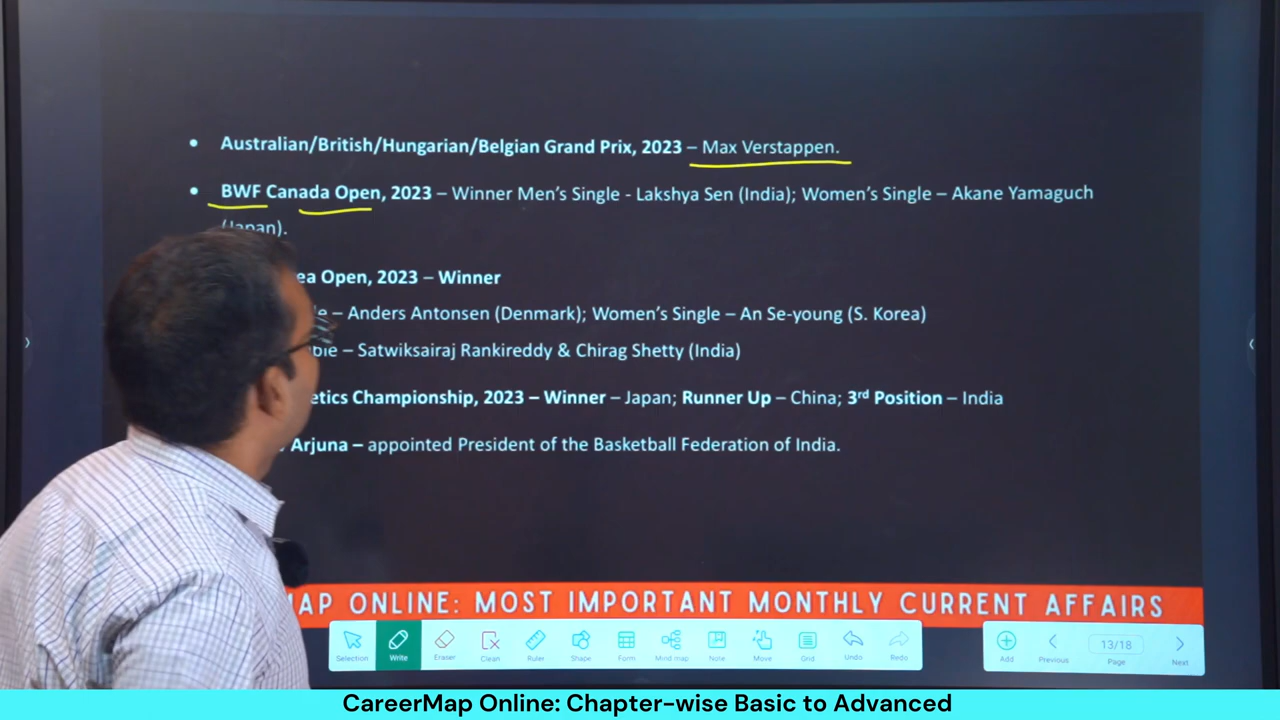 • Australian/British/Hungarian/Belgian Grand Prix, 2023 – Max Verstappen.
• BWF Canada Open, 2023 – Winner Men's Single - Lakshya Sen (India); Women's Single – Akane Yamaguch
(Japan).
ea Open, 2023 – Winner
le – Anders Antonsen (Denmark); Women's Single – An Se-young (S. Korea)
ble – Satwiksairaj Rankireddy & Chirag Shetty (India)
etics Championship, 2023 – Winner – Japan; Runner Up – China; 3rd Position – India
Arjuna – appointed President of the Basketball Federation of India.
AP ONLINE: MOST IMPORTANT MONTHLY CURRENT AFFAIRS
Selection Write Eraser Clean Ruler Shape Form Mind map Note Move Grid Undo Redo
Add Previous 13/18 Page Next
CareerMap Online: Chapter-wise Basic to Advanced